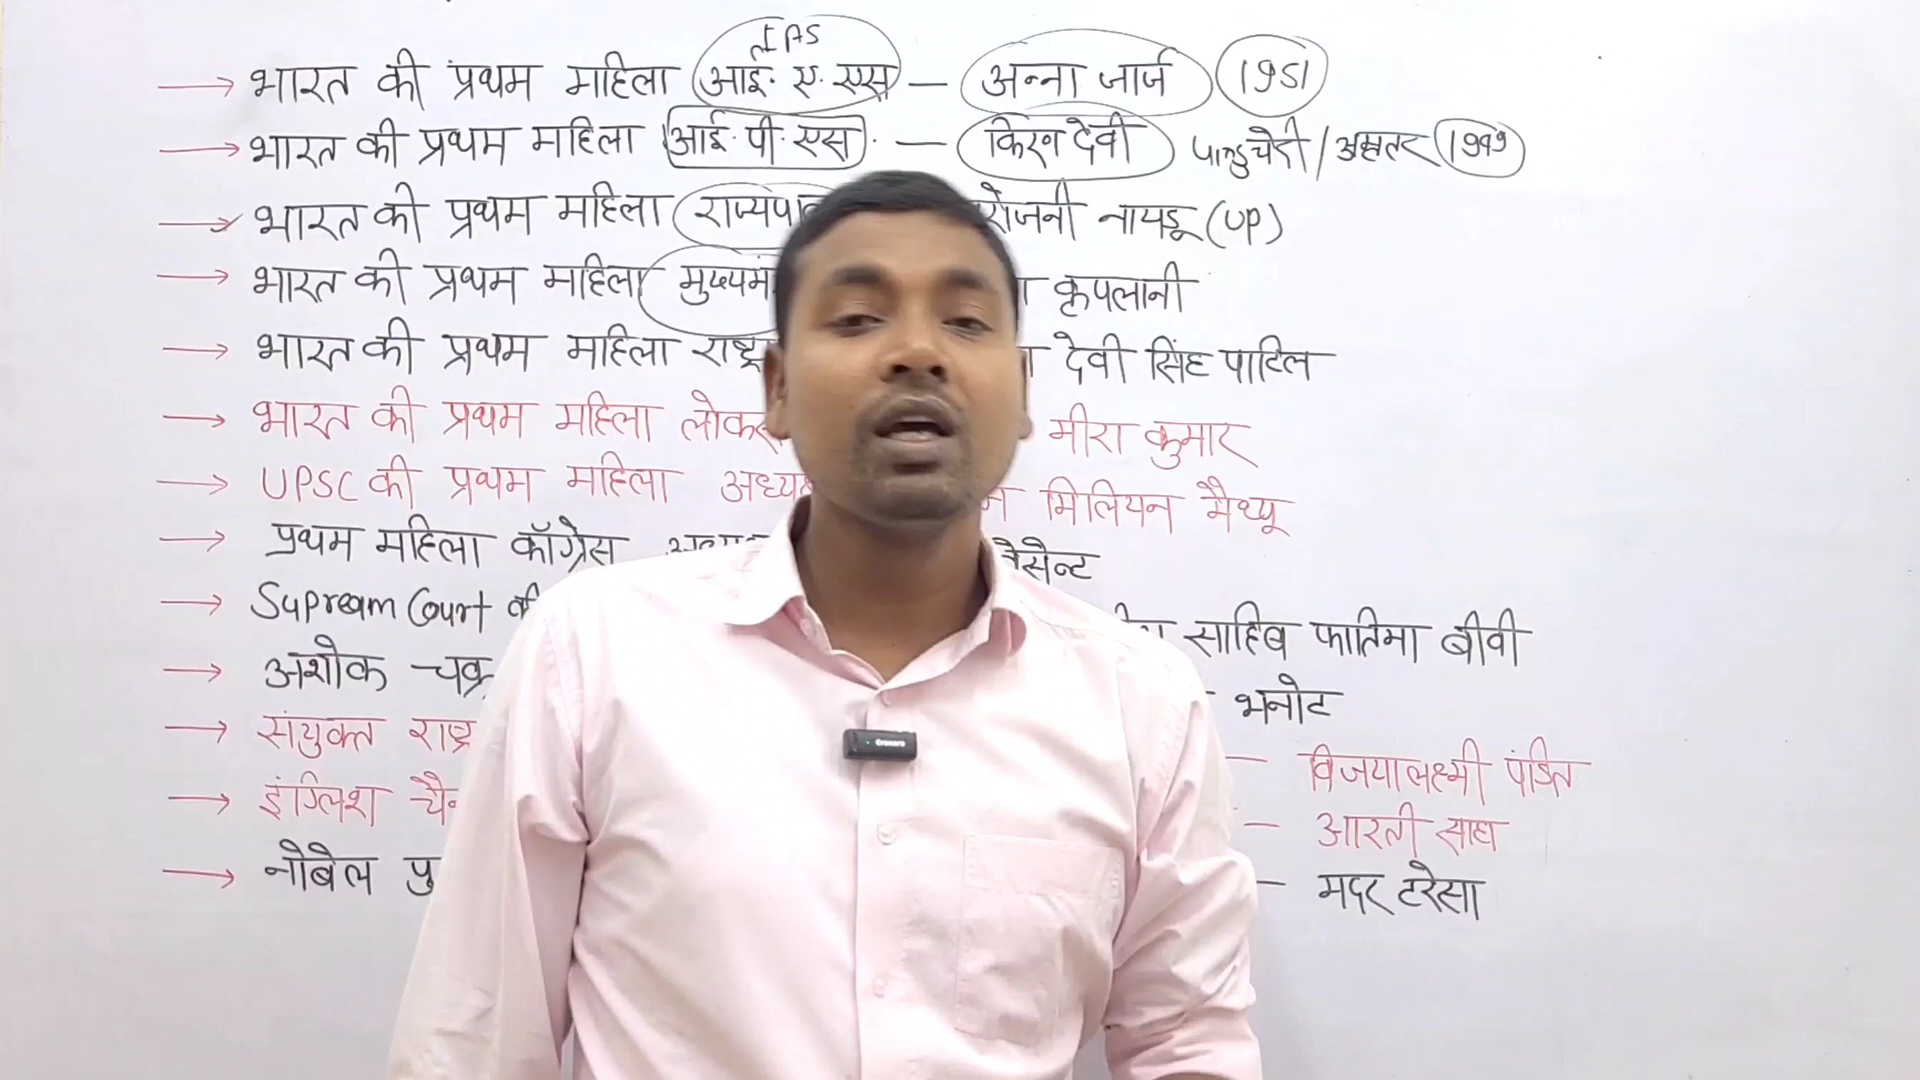 IAS
→ भारत की प्रथम महिला आई. ए. एस — अन्ना जार्ज 1951
→ भारत की प्रथम महिला आई. पी. एस. — किरण देवी पाण्डुचेरी / 1949
→ भारत की प्रथम महिला राज्यपा रोजनी नायडू (UP)
→ भारत की प्रथम महिला मुख्यमं कृपलानी
→ भारत की प्रथम महिला राष्ट्र देवी सिंह पाटिल
→ भारत की प्रथम महिला लोकस मीरा कुमार
→ UPSC की प्रथम महिला अध्यक्ष मिलियन मैथ्यू
→ प्रथम महिला कॉग्रेस बेसेन्ट
→ Supream Court की साहिब फातिमा बीवी
→ अशोक चक्र भनोट
→ संयुक्त राष्ट्र — विजयालक्ष्मी पंडित
→ इंग्लिश चैन — आरती साहा
→ नोबेल पु — मदर टेरेसा